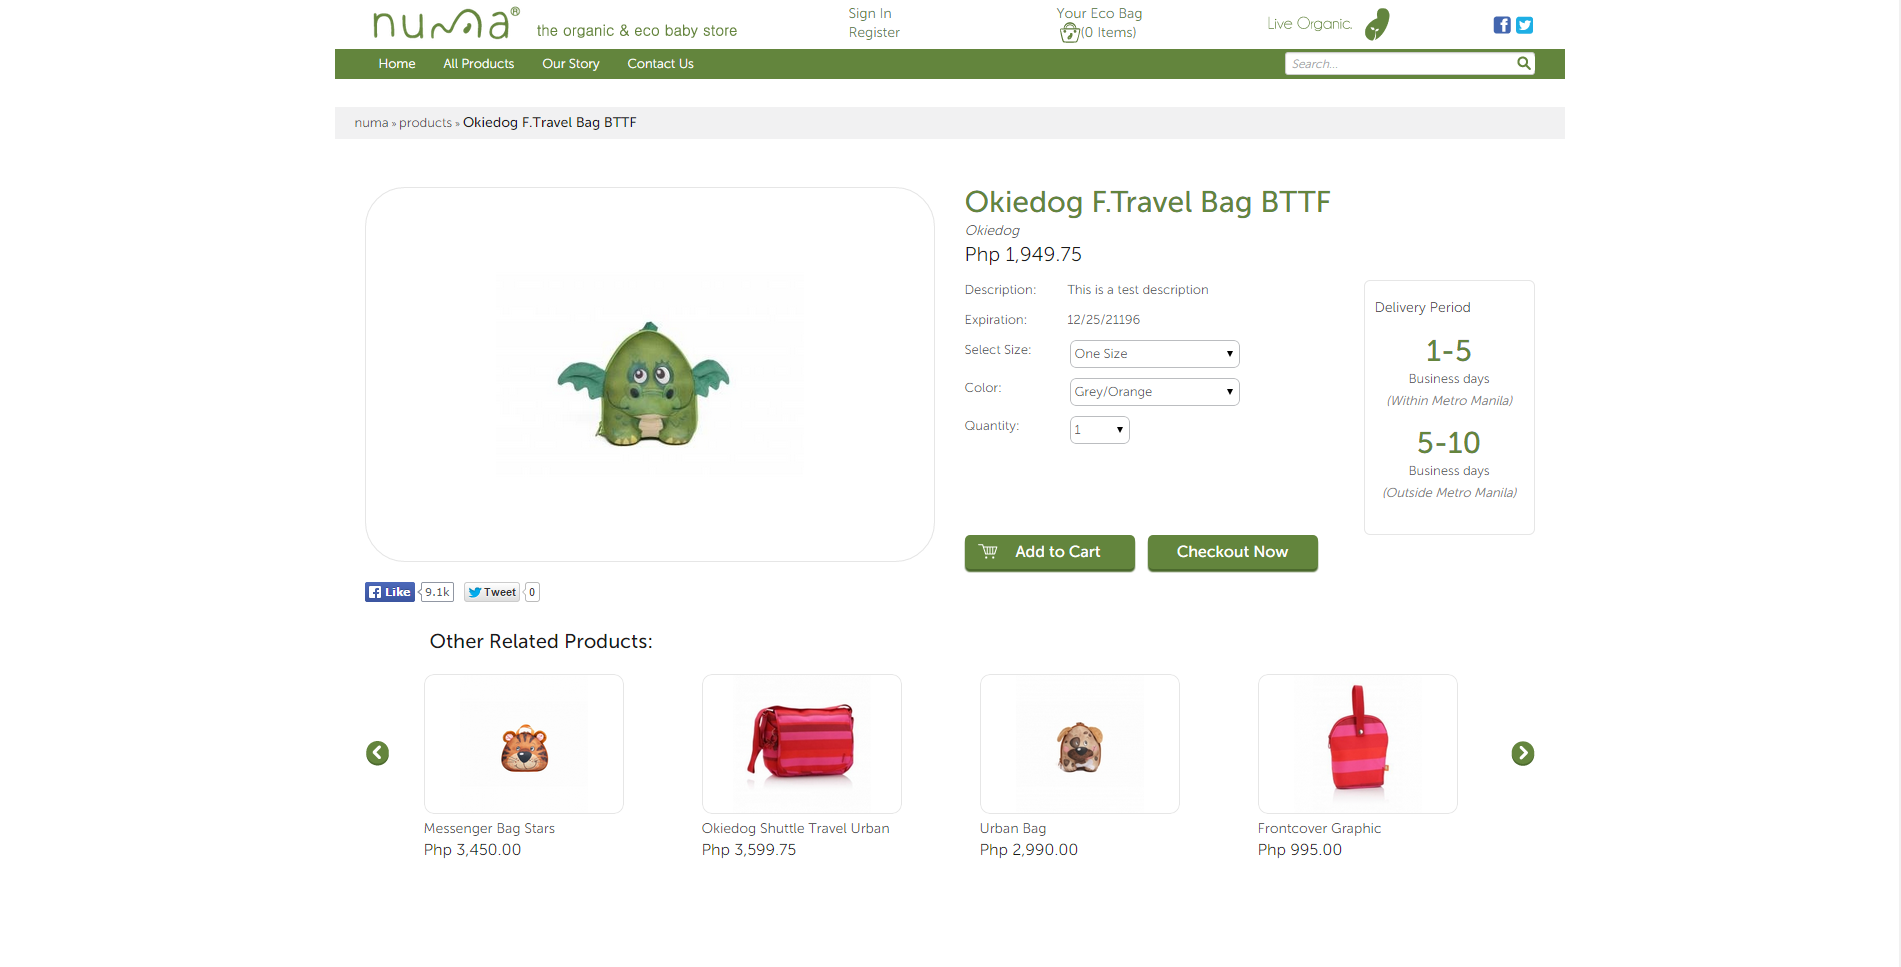 numa®
the organic & eco baby store
Sign In
Register
Your Eco Bag
(0 Items)
Live Organic.
Home
All Products
Our Story
Contact Us
Search...
numa » products » Okiedog F.Travel Bag BTTF
Okiedog F.Travel Bag BTTF
Okiedog
Php 1,949.75
Description: This is a test description
Expiration: 12/25/21196
Select Size: One Size
Color: Grey/Orange
Quantity: 1
Delivery Period
1-5
Business days
(Within Metro Manila)
5-10
Business days
(Outside Metro Manila)
Add to Cart
Checkout Now
Like 9.1k
Tweet 0
Other Related Products:
Messenger Bag Stars
Php 3,450.00
Okiedog Shuttle Travel Urban
Php 3,599.75
Urban Bag
Php 2,990.00
Frontcover Graphic
Php 995.00